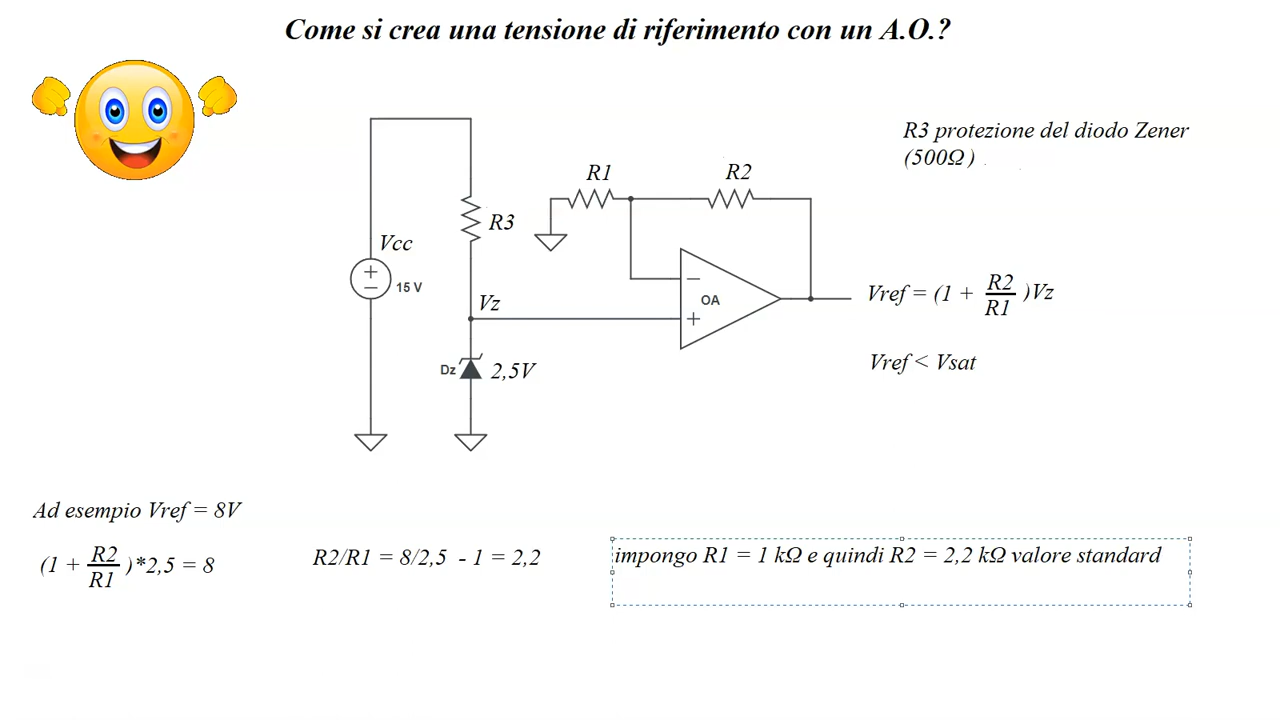 Come si crea una tensione di riferimento con un A.O.?
R3 protezione del diodo Zener
(500Ω)
R1
R2
R3
Vcc
+
−
15 V
Vz
−
OA
+
Vref = (1 + R2/R1 )Vz
Vref < Vsat
Dz
2,5V
Ad esempio Vref = 8V
(1 + R2/R1 )*2,5 = 8
R2/R1 = 8/2,5 - 1 = 2,2
impongo R1 = 1 kΩ e quindi R2 = 2,2 kΩ valore standard